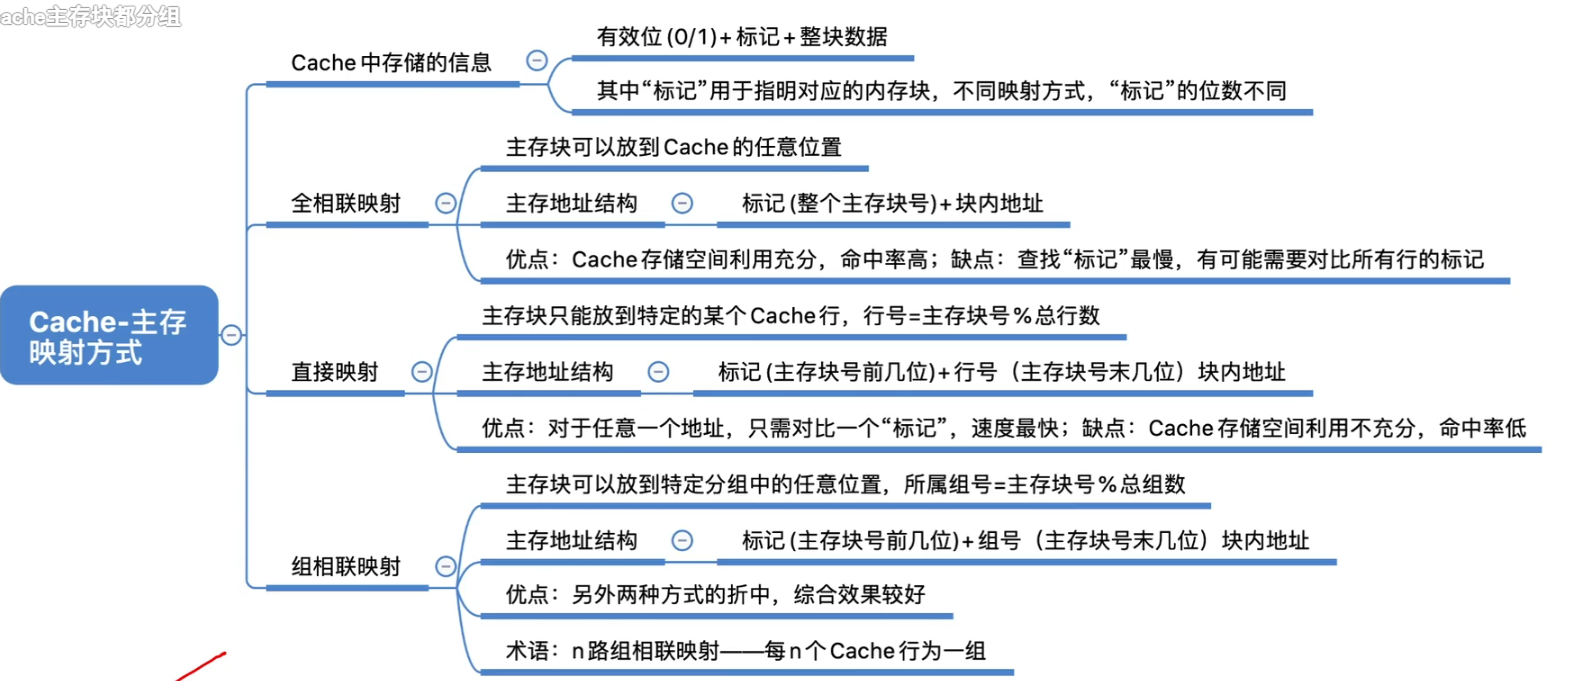 ache主存块都分组
Cache中存储的信息
有效位(0/1)+标记+整块数据
其中“标记”用于指明对应的内存块，不同映射方式，“标记”的位数不同
全相联映射
主存块可以放到Cache的任意位置
主存地址结构
标记(整个主存块号)+块内地址
优点：Cache存储空间利用充分，命中率高；缺点：查找“标记”最慢，有可能需要对比所有行的标记
Cache-主存
映射方式
直接映射
主存块只能放到特定的某个Cache行，行号=主存块号%总行数
主存地址结构
标记(主存块号前几位)+行号（主存块号末几位）块内地址
优点：对于任意一个地址，只需对比一个“标记”，速度最快；缺点：Cache存储空间利用不充分，命中率低
组相联映射
主存块可以放到特定分组中的任意位置，所属组号=主存块号%总组数
主存地址结构
标记(主存块号前几位)+组号（主存块号末几位）块内地址
优点：另外两种方式的折中，综合效果较好
术语：n路组相联映射——每n个Cache行为一组